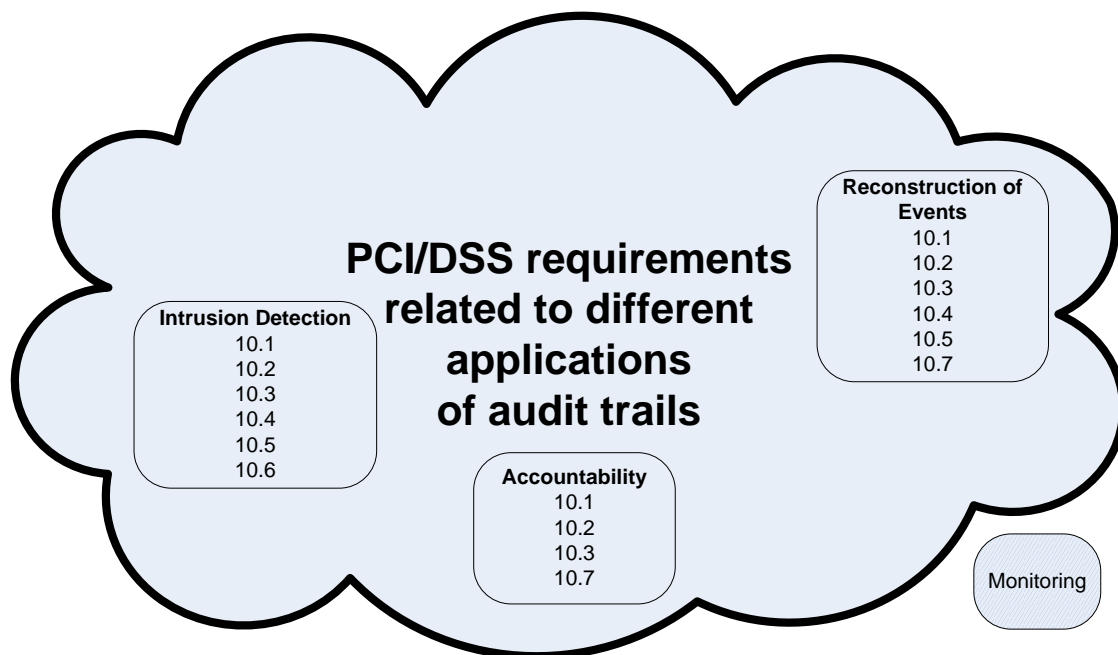 PCI/DSS requirements
related to different
applications
of audit trails
Intrusion Detection
10.1
10.2
10.3
10.4
10.5
10.6
Accountability
10.1
10.2
10.3
10.7
Reconstruction of
Events
10.1
10.2
10.3
10.4
10.5
10.7
Monitoring